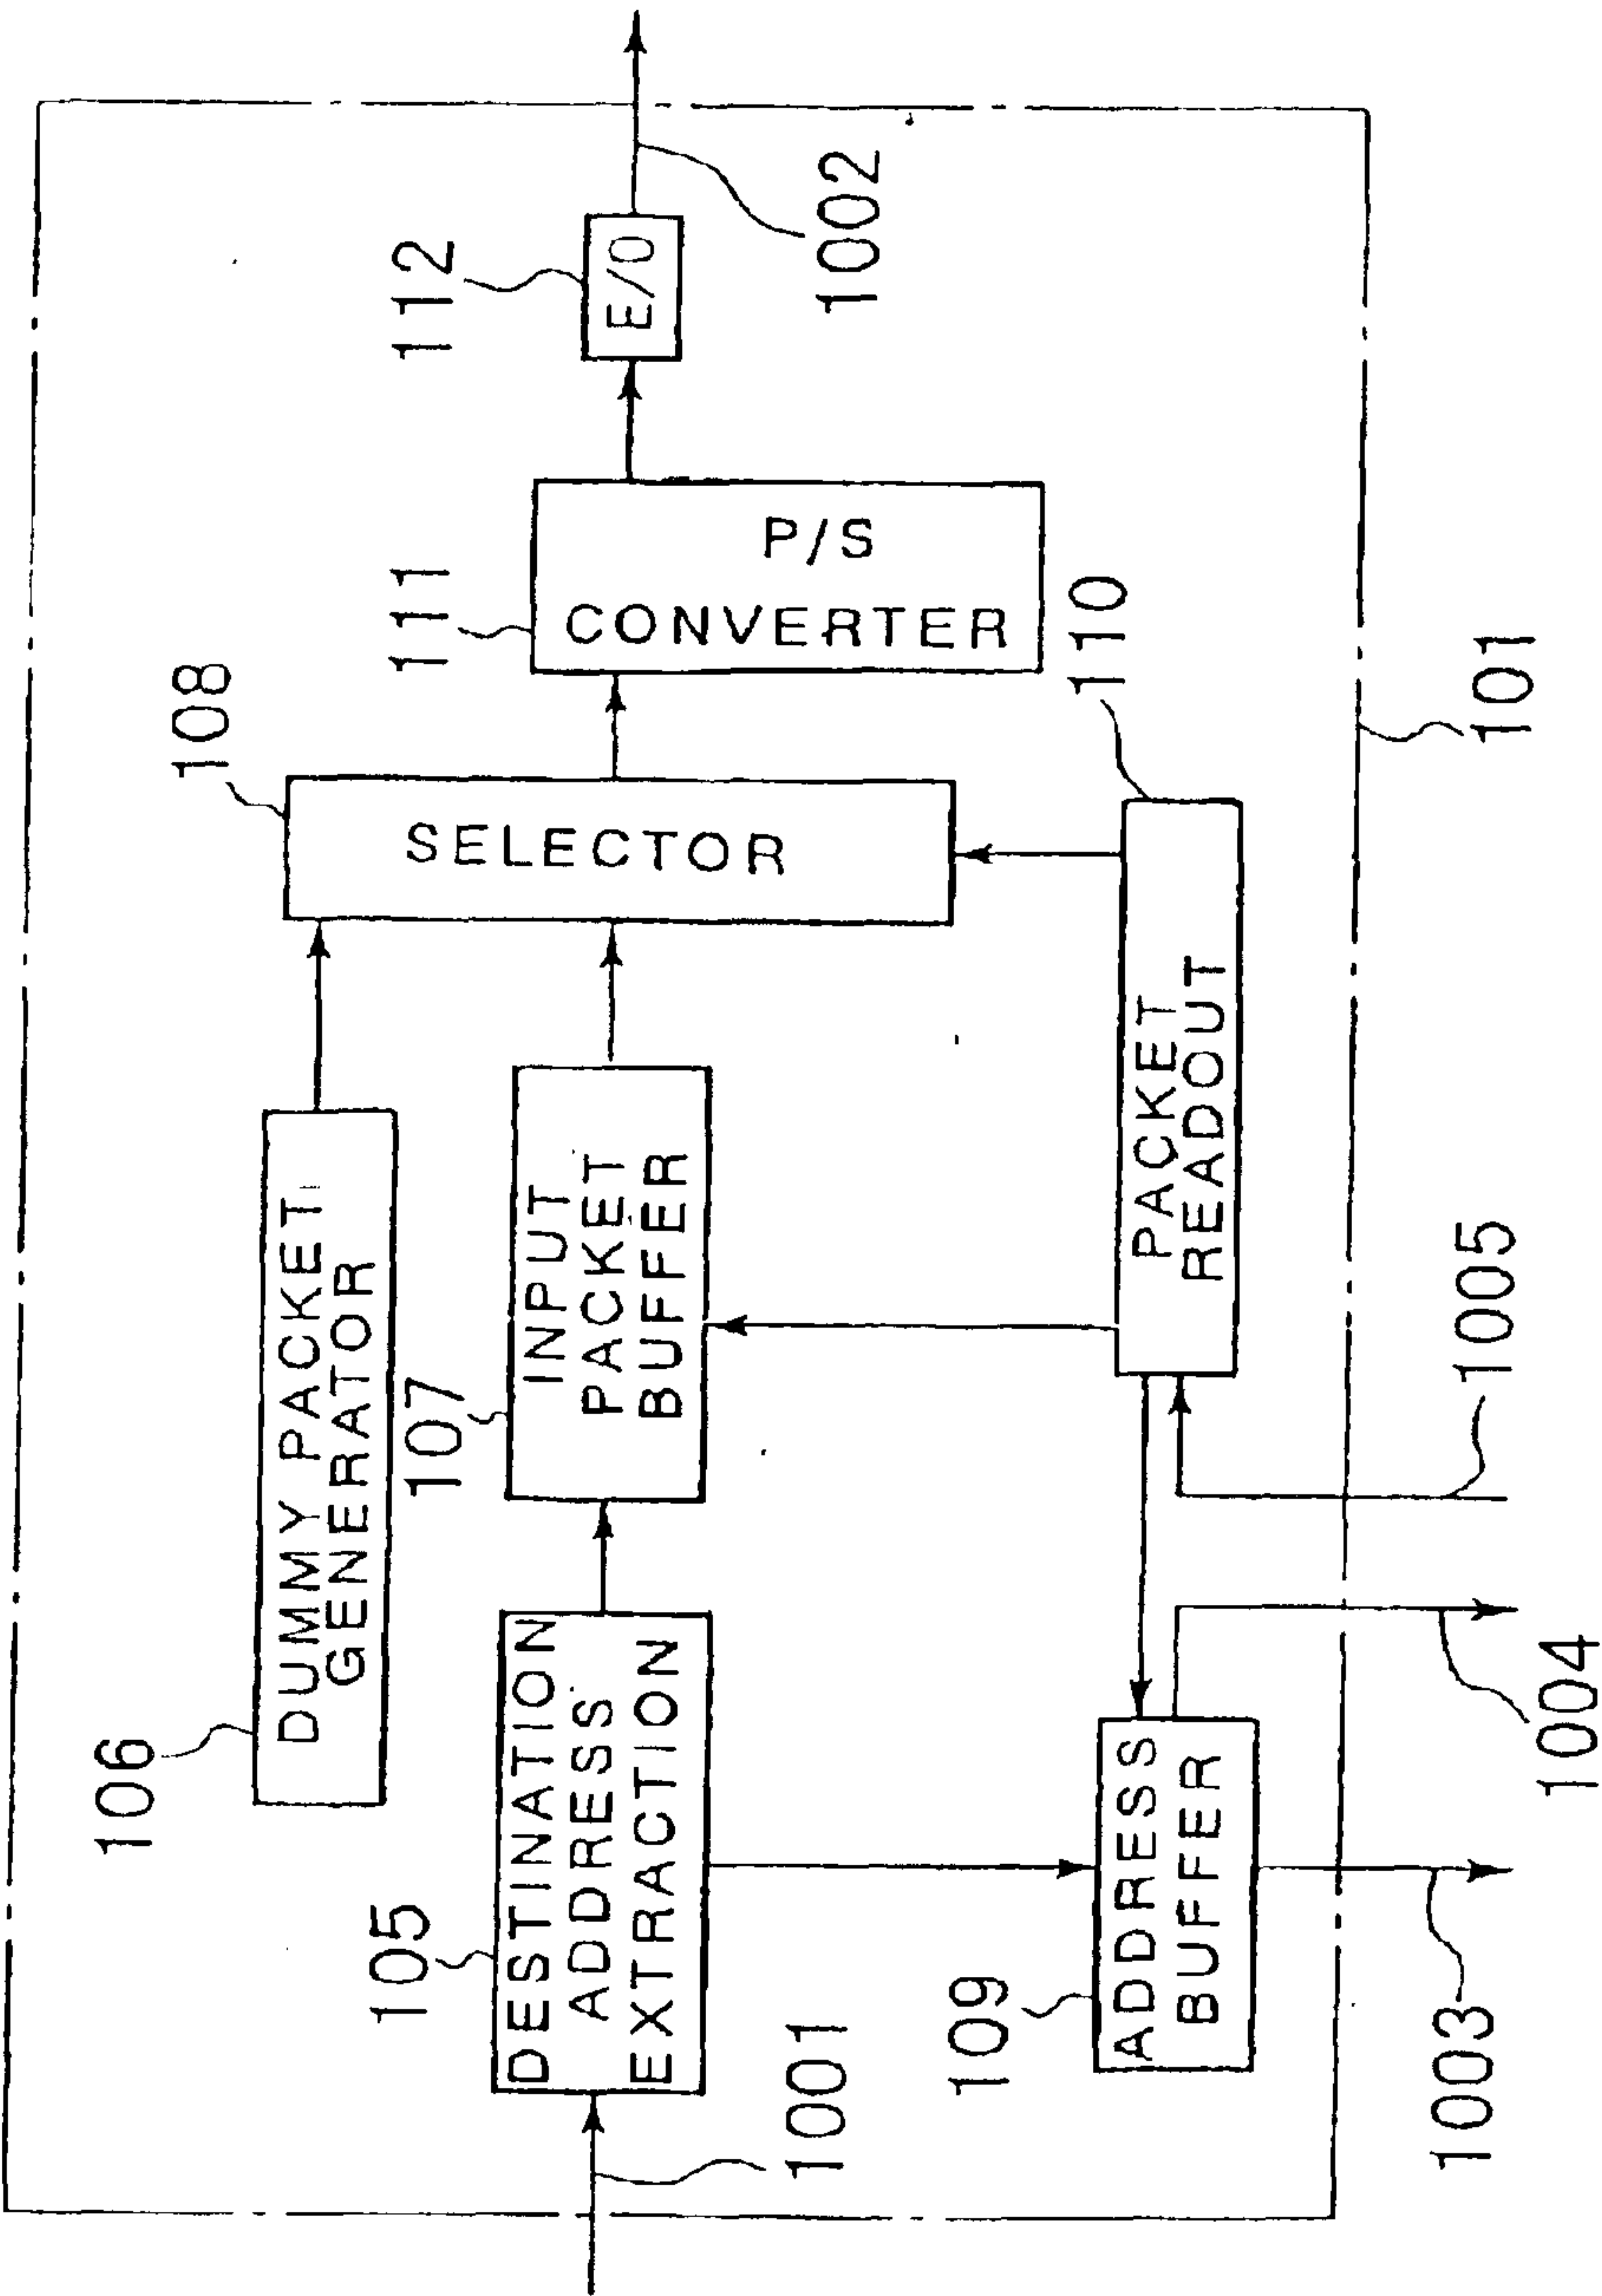 106
DUMMY PACKET
GENERATOR
108
SELECTOR
105
DESTINATION
ADDRESS
EXTRACTION
107
INPUT
PACKET
BUFFER
111
P/S
CONVERTER
112
E/O
1001
1002
109
ADDRESS
BUFFER
110
PACKET
READOUT
1003
1004
1005
101